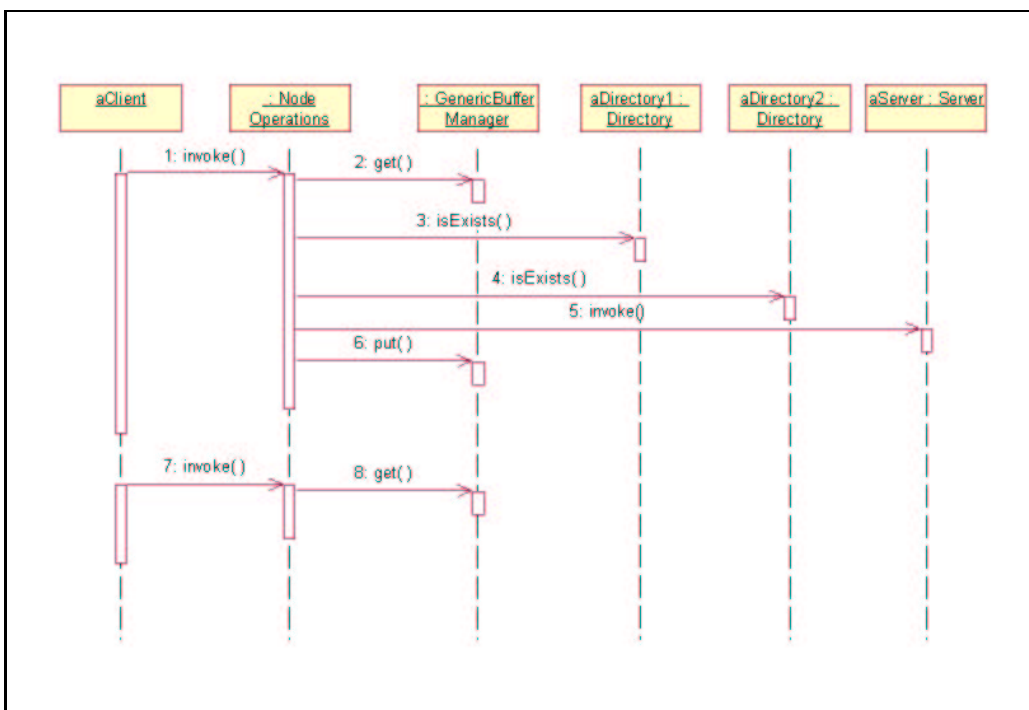 aClient
: Node
Operations
: GenericBuffer
Manager
aDirectory1 :
Directory
aDirectory2 :
Directory
aServer : Server
1: invoke( )
2: get( )
3: isExists( )
4: isExists( )
5: invoke()
6: put( )
7: invoke( )
8: get( )